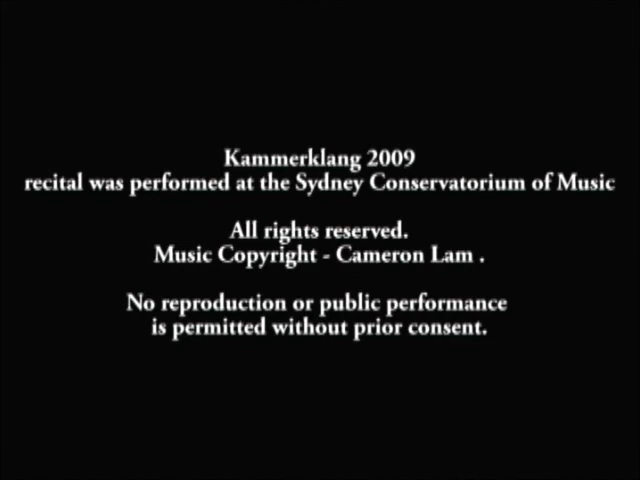 Kammerklang 2009
recital was performed at the Sydney Conservatorium of Music
All rights reserved.
Music Copyright - Cameron Lam .
No reproduction or public performance
is permitted without prior consent.